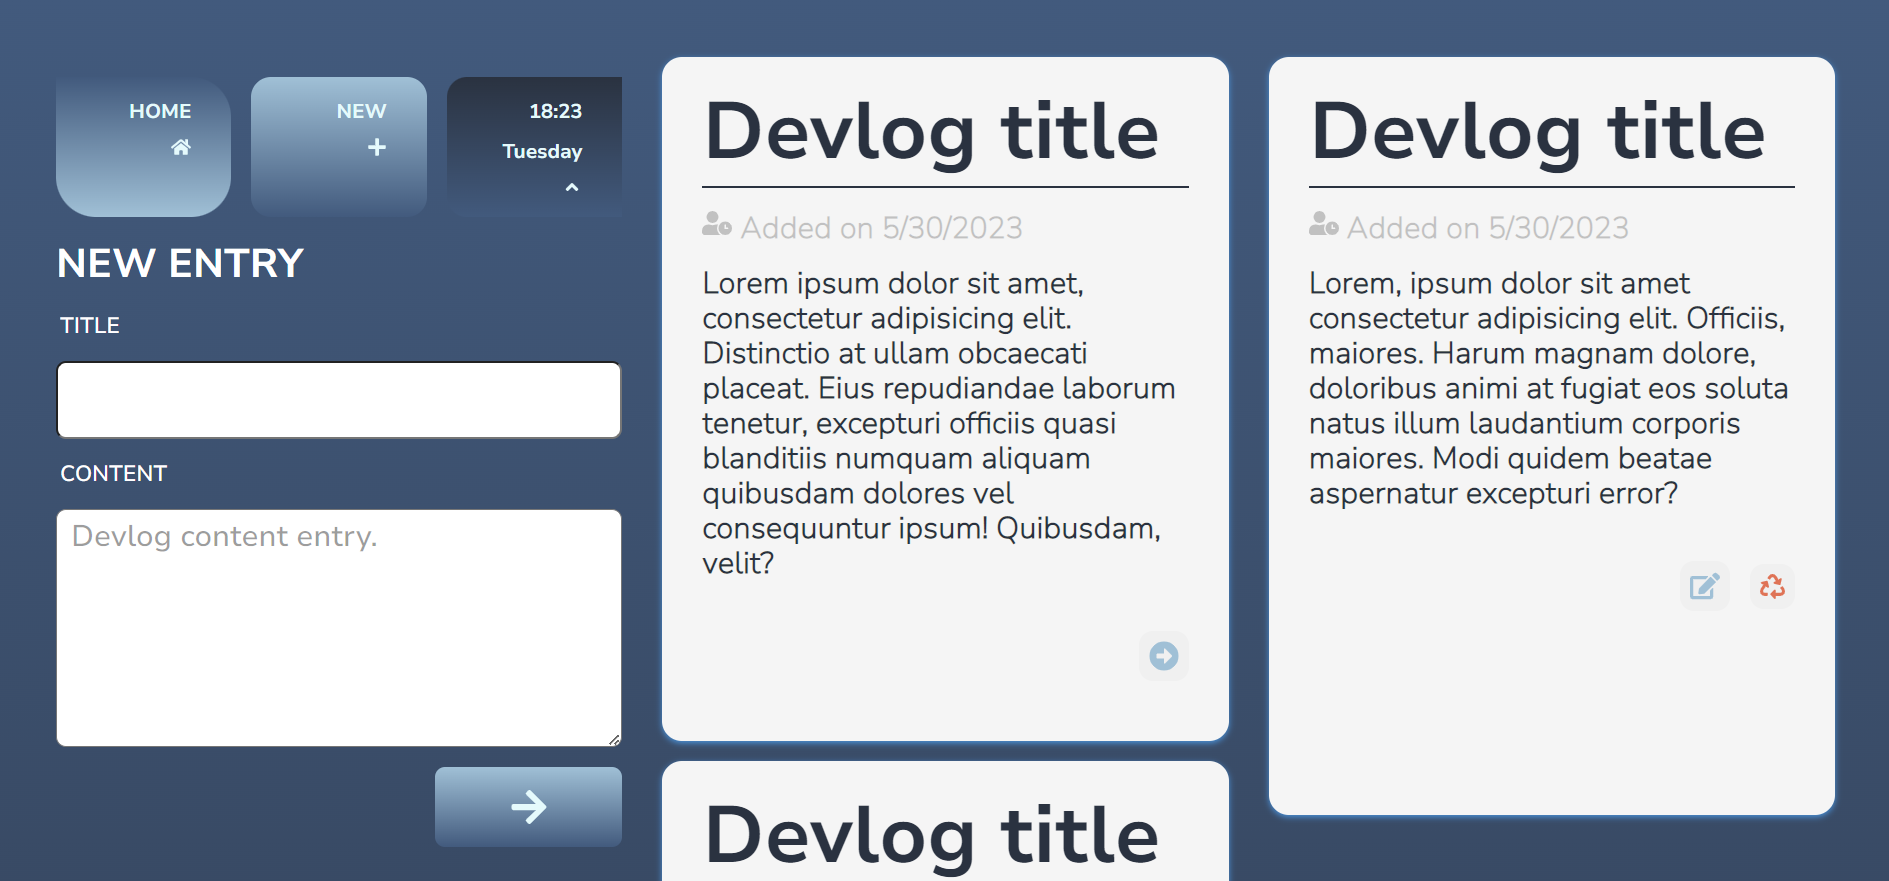 HOME
NEW
18:23
Tuesday
NEW ENTRY
TITLE
CONTENT
Devlog content entry.
Devlog title
Added on 5/30/2023
Lorem ipsum dolor sit amet,
consectetur adipisicing elit.
Distinctio at ullam obcaecati
placeat. Eius repudiandae laborum
tenetur, excepturi officiis quasi
blanditiis numquam aliquam
quibusdam dolores vel
consequuntur ipsum! Quibusdam,
velit?
Devlog title
Devlog title
Added on 5/30/2023
Lorem, ipsum dolor sit amet
consectetur adipisicing elit. Officiis,
maiores. Harum magnam dolore,
doloribus animi at fugiat eos soluta
natus illum laudantium corporis
maiores. Modi quidem beatae
aspernatur excepturi error?